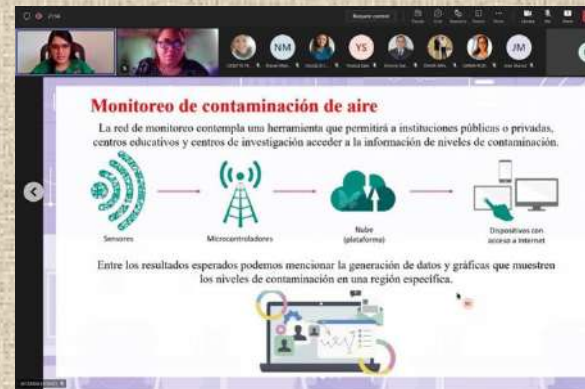 Request control
NM
YS
JM
Monitoreo de contaminación de aire
La red de monitoreo contempla una herramienta que permitirá a instituciones públicas o privadas,
centros educativos y centros de investigación acceder a la información de niveles de contaminación.
Sensores
Microcontroladores
Nube
(plataforma)
Dispositivos con
acceso a Internet
Entre los resultados esperados podemos mencionar la generación de datos y gráficas que muestren
los niveles de contaminación en una región específica.